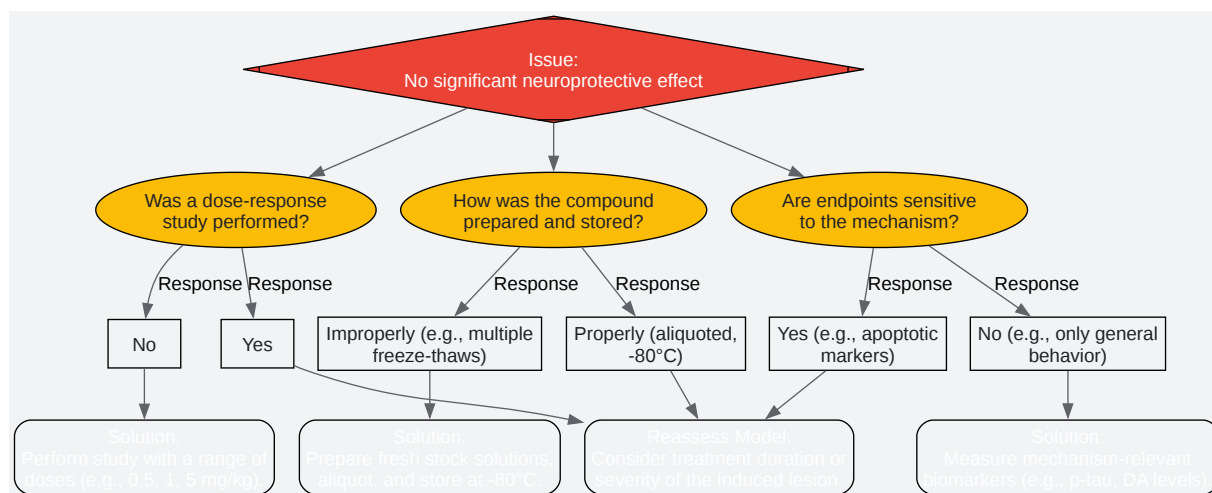 Issue:
No significant neuroprotective effect
Was a dose-response
study performed?
How was the compound
prepared and stored?
Are endpoints sensitive
to the mechanism?
Response
Response
Response
Response
Response
Response
No
Yes
Improperly (e.g., multiple
freeze-thaws)
Properly (aliquoted,
-80°C)
Yes (e.g., apoptotic
markers)
No (e.g., only general
behavior)
Solution:
Perform study with a range of
doses (e.g., 0.5, 1, 5 mg/kg).
Solution:
Prepare fresh stock solutions,
aliquot, and store at -80°C.
Reassess Model:
Consider treatment duration or
severity of the induced lesion.
Solution:
Measure mechanism-relevant
biomarkers (e.g., p-tau, DA levels).